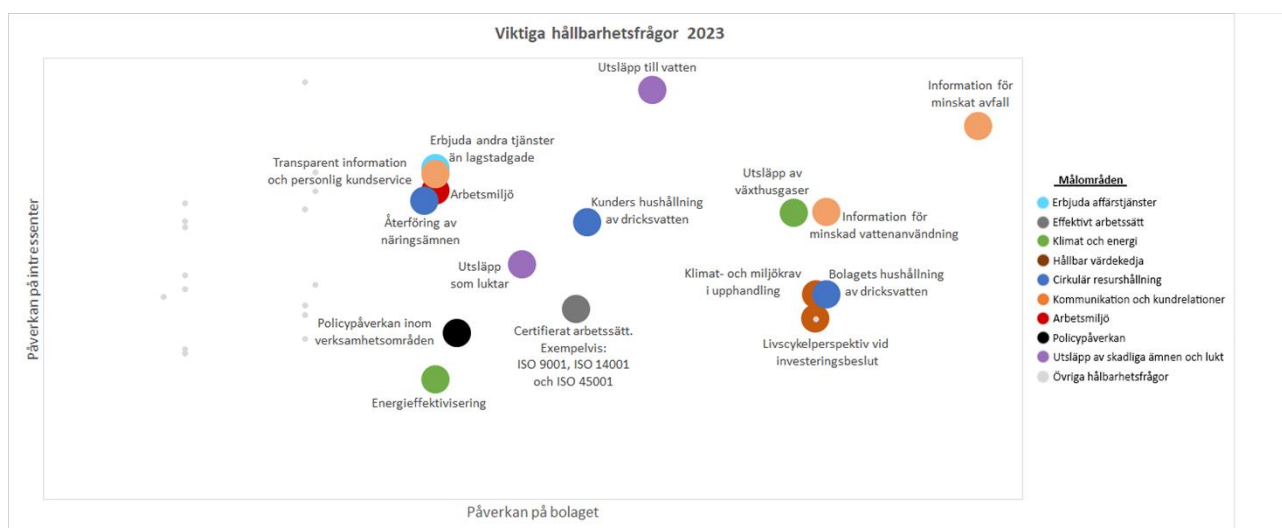 Viktiga hållbarhetsfrågor 2023
Utsläpp till vatten
Information för
minskat avfall
Erbjuda andra tjänster
än lagstadgade
Transparent information
och personlig kundservice
Arbetsmiljö
Återföring av
näringsämnen
Kunders hushållning
av dricksvatten
Utsläpp av
växthusgaser
Information för
minskad vattenanvändning
Utsläpp
som luktar
Klimat- och miljökrav
i upphandling
Bolagets hushållning
av dricksvatten
Policypåverkan inom
verksamhetsområden
Certifierat arbetssätt.
Exempelvis:
ISO 9001, ISO 14001
och ISO 45001
Livscykelperspektiv vid
investeringsbeslut
Energieffektivisering
Påverkan på intressenter
Påverkan på bolaget
Målområden
Erbjuda affärstjänster
Effektivt arbetssätt
Klimat och energi
Hållbar värdekedja
Cirkulär resurshållning
Kommunikation och kundrelationer
Arbetsmiljö
Policypåverkan
Utsläpp av skadliga ämnen och lukt
Övriga hålbarhetsfrågor